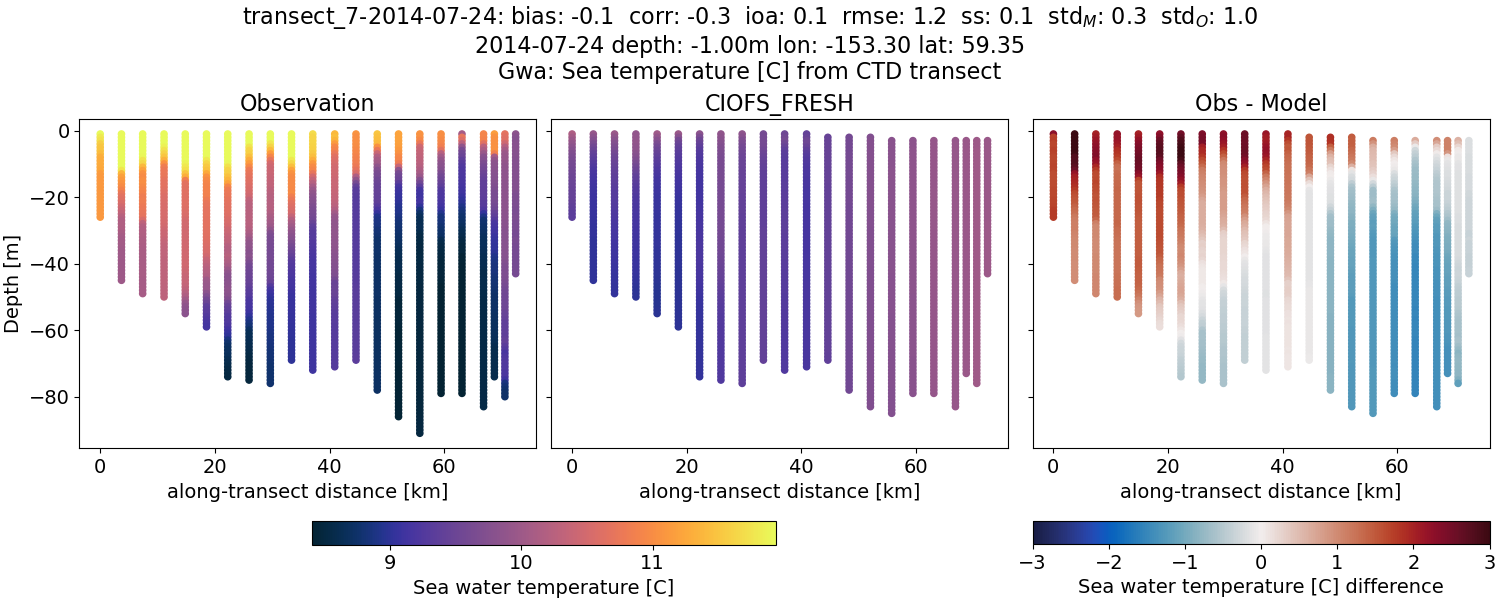 transect_7-2014-07-24: bias: -0.1 corr: -0.3 ioa: 0.1 rmse: 1.2 ss: 0.1 std_M: 0.3 std_O: 1.0
2014-07-24 depth: -1.00m lon: -153.30 lat: 59.35
Gwa: Sea temperature [C] from CTD transect
Observation
CIOFS_FRESH
Obs - Model
Depth [m]
0
−20
−40
−60
−80
0 20 40 60
0 20 40 60
0 20 40 60
along-transect distance [km]
along-transect distance [km]
along-transect distance [km]
9 10 11
Sea water temperature [C]
−3 −2 −1 0 1 2 3
Sea water temperature [C] difference